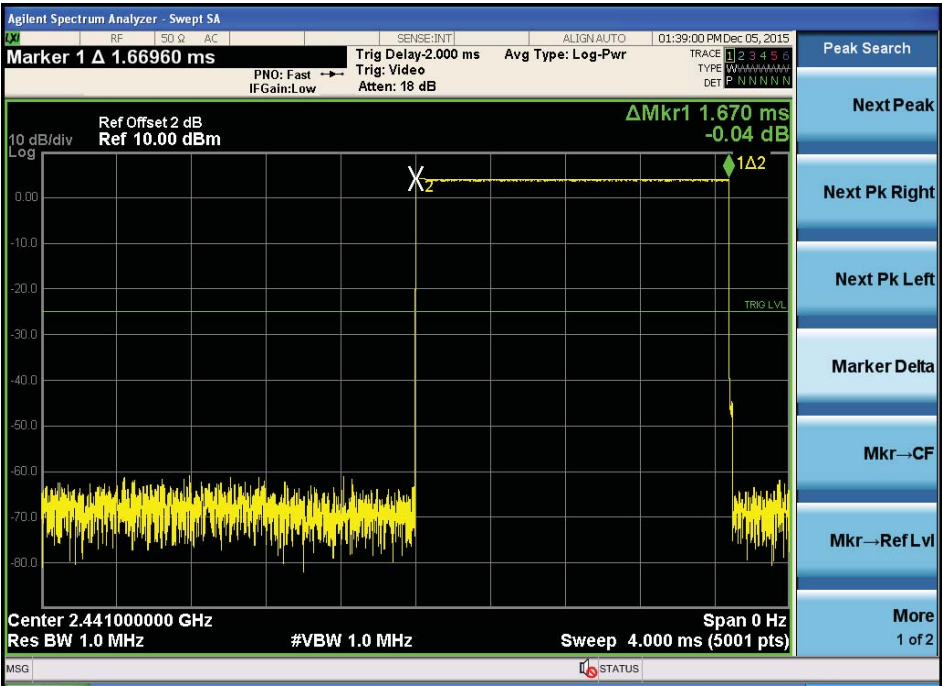 Agilent Spectrum Analyzer - Swept SA
LXI RF 50 Ω AC SENSE:INT ALIGN AUTO 01:39:00 PM Dec 05, 2015
Marker 1 Δ 1.66960 ms
PNO: Fast
IFGain:Low
Trig Delay-2.000 ms
Trig: Video
Atten: 18 dB
Avg Type: Log-Pwr
TRACE 1 2 3 4 5 6
TYPE W
DET P N N N N N
Peak Search
Ref Offset 2 dB
10 dB/div Ref 10.00 dBm
Log
ΔMkr1 1.670 ms
-0.04 dB
1Δ2
2
0.00
-10.0
-20.0
TRIG LVL
-30.0
-40.0
-50.0
-60.0
-70.0
-80.0
Center 2.441000000 GHz Span 0 Hz
Res BW 1.0 MHz #VBW 1.0 MHz Sweep 4.000 ms (5001 pts)
MSG STATUS
Next Peak
Next Pk Right
Next Pk Left
Marker Delta
Mkr→CF
Mkr→Ref Lvl
More
1 of 2